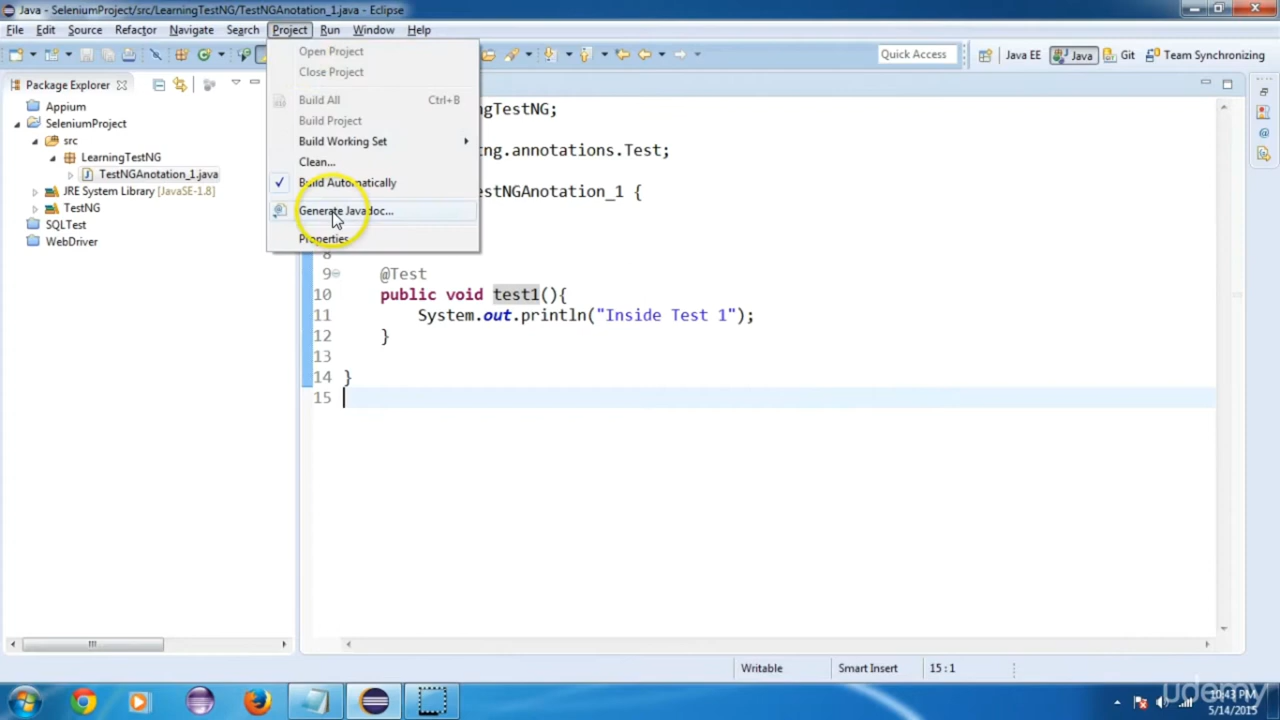 Java - SeleniumProject/src/LearningTestNG/TestNGAnotation_1.java - Eclipse
File Edit Source Refactor Navigate Search Project Run Window Help
Quick Access Java EE Java Git Team Synchronizing
Package Explorer
Appium
SeleniumProject
src
LearningTestNG
TestNGAnotation_1.java
JRE System Library [JavaSE-1.8]
TestNG
SQLTest
WebDriver
Open Project
Close Project
Build All Ctrl+B
Build Project
Build Working Set
Clean...
Build Automatically
Generate Javadoc...
Properties
ngTestNG;
ng.annotations.Test;
TestNGAnotation_1 {
8
9 @Test
10 public void test1(){
11 System.out.println("Inside Test 1");
12 }
13
14 }
15
Writable Smart Insert 15 : 1
udemy
10:43 PM
5/14/2015